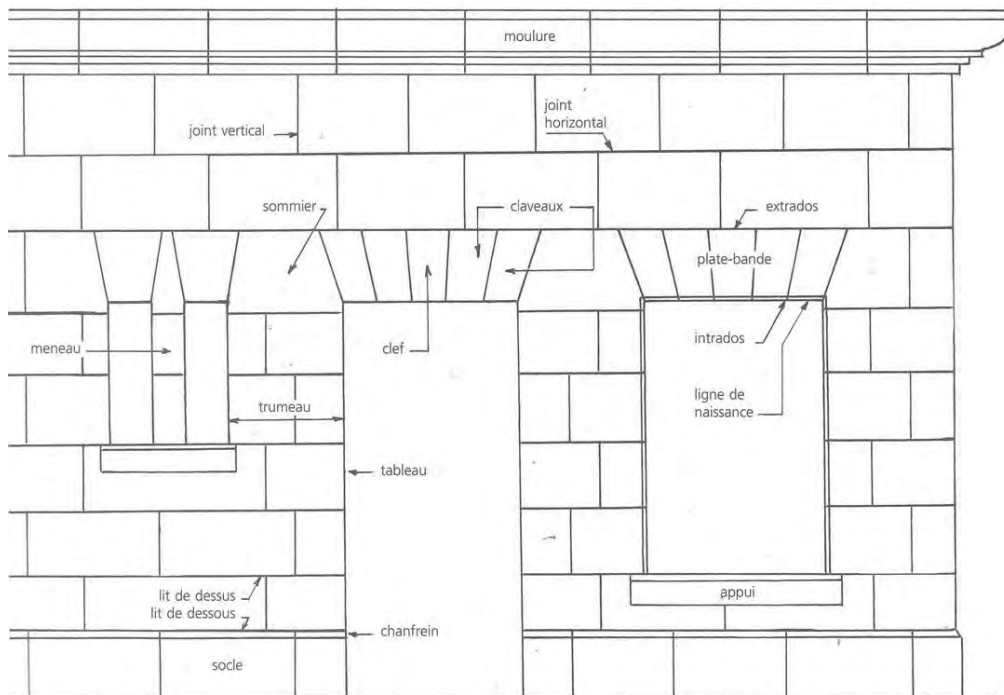 moulure
joint vertical
joint
horizontal
sommier
claveaux
extrados
plate-bande
meneau
clef
intrados
trumeau
ligne de
naissance
tableau
lit de dessus
lit de dessous
appui
chanfrein
socle